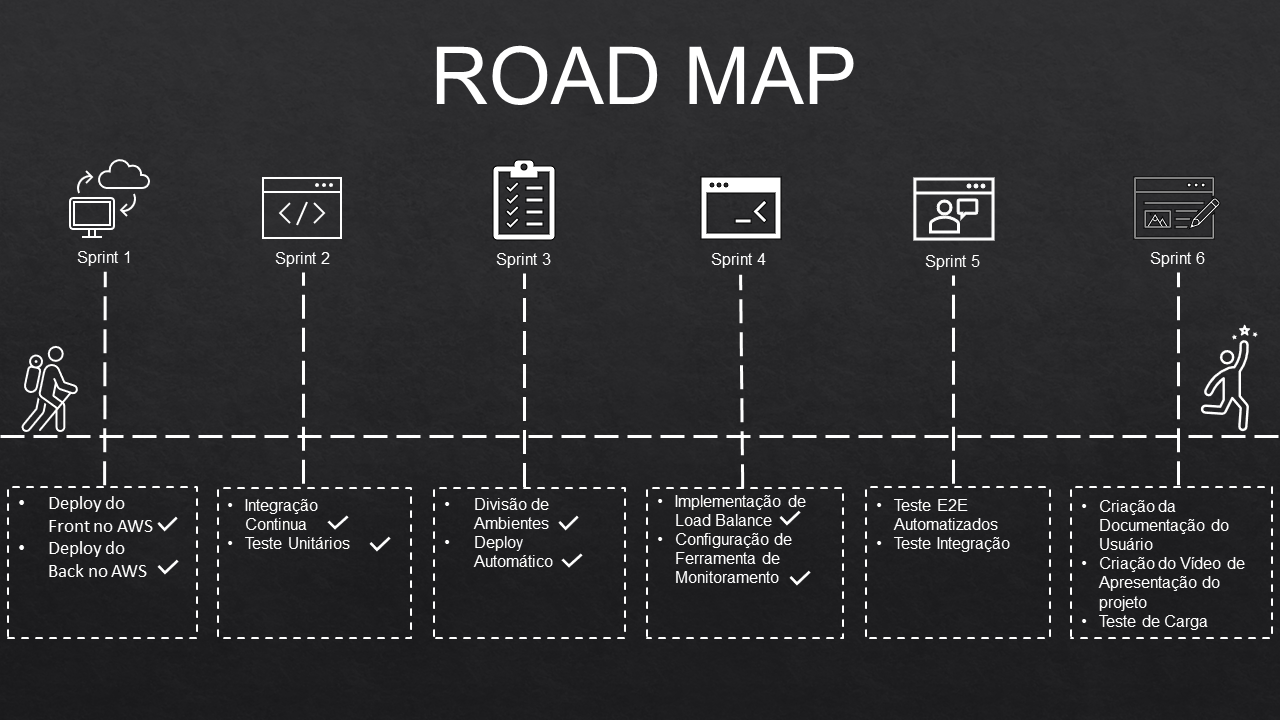 ROAD MAP
Sprint 1
Sprint 2
Sprint 3
Sprint 4
Sprint 5
Sprint 6
• Deploy do
Front no AWS
• Deploy do
Back no AWS
• Integração
Continua
• Teste Unitários
• Divisão de
Ambientes
• Deploy
Automático
• Implementação de
Load Balance
• Configuração de
Ferramenta de
Monitoramento
• Teste E2E
Automatizados
• Teste Integração
• Criação da
Documentação do
Usuário
• Criação do Vídeo de
Apresentação do
projeto
• Teste de Carga